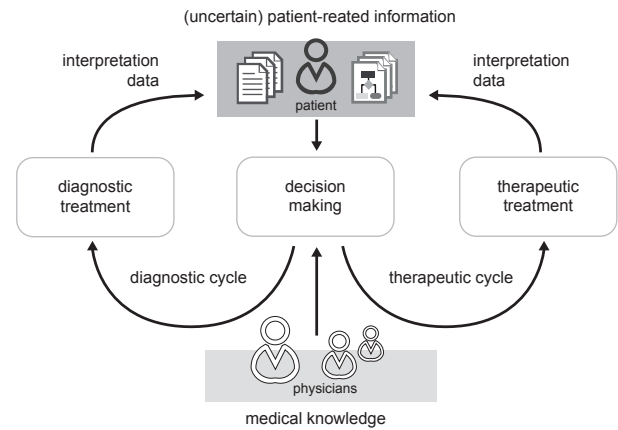 (uncertain) patient-reated information
interpretation
data
interpretation
data
patient
diagnostic
treatment
decision
making
therapeutic
treatment
diagnostic cycle
therapeutic cycle
physicians
medical knowledge